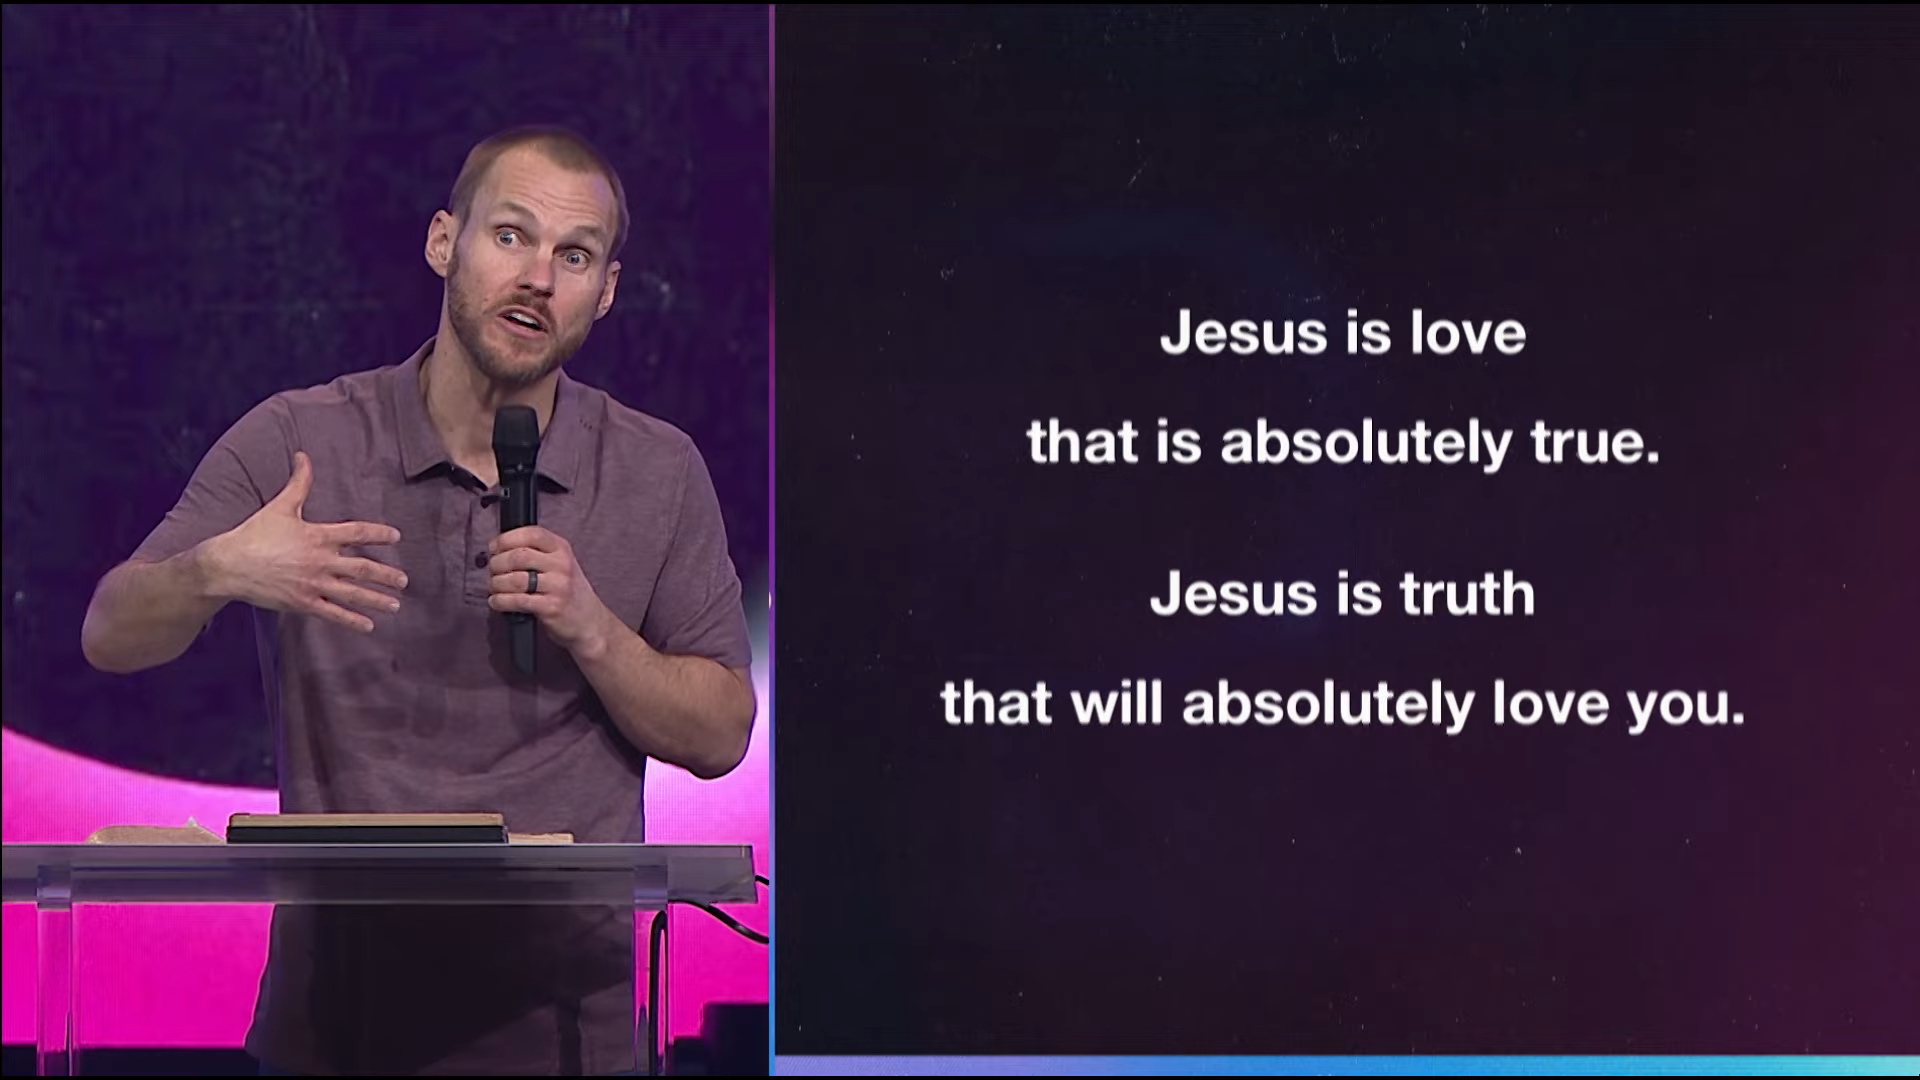 Jesus is love
that is absolutely true.
Jesus is truth
that will absolutely love you.